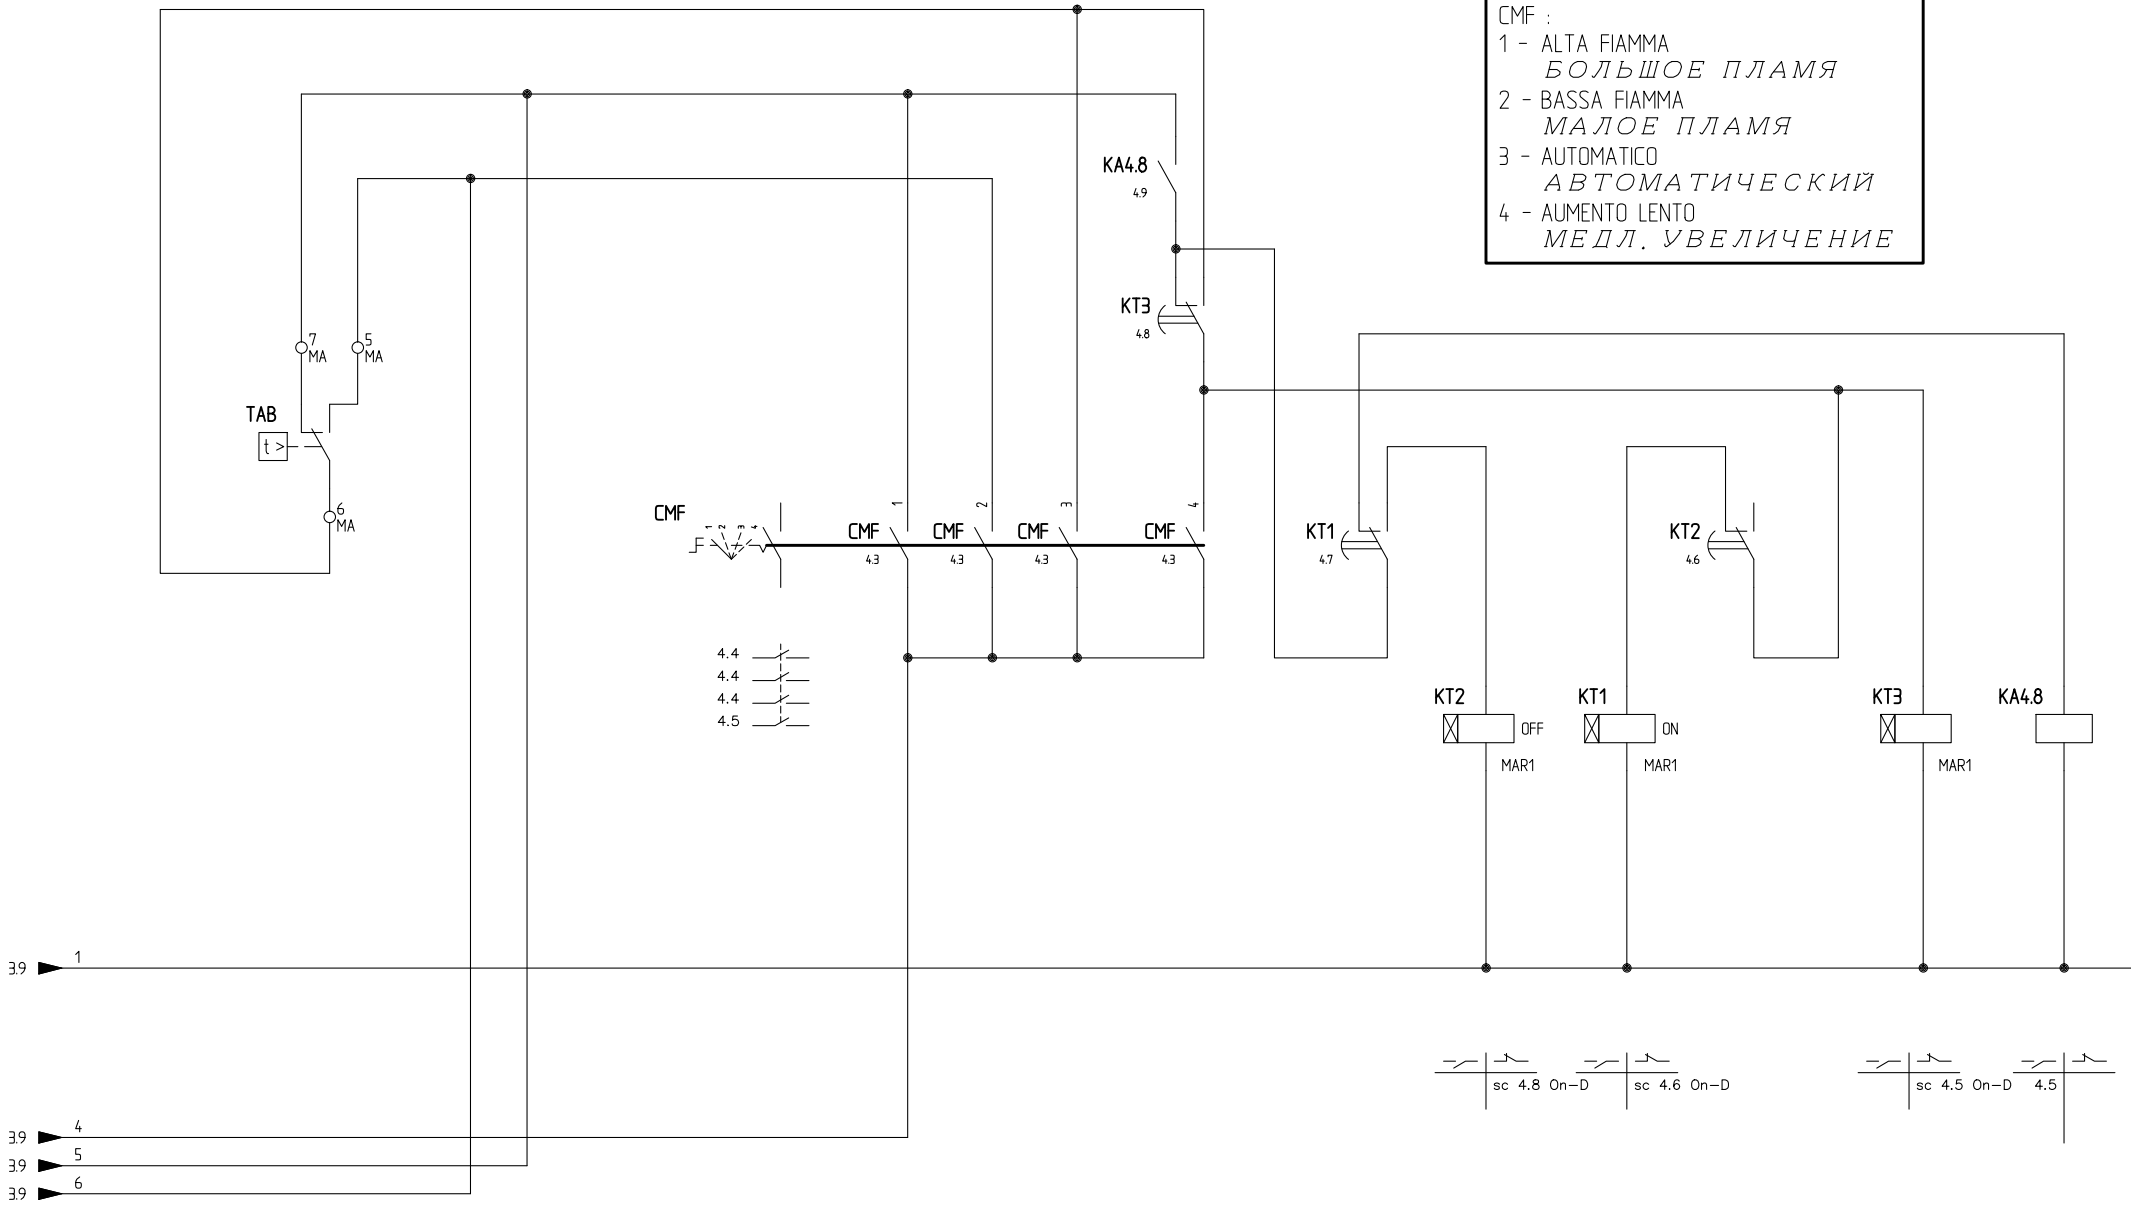 CMF :
1 - ALTA FIAMMA
БОЛЬШОЕ ПЛАМЯ
2 - BASSA FIAMMA
МАЛОЕ ПЛАМЯ
3 - AUTOMATICO
АВТОМАТИЧЕСКИЙ
4 - AUMENTO LENTO
МЕДЛ. УВЕЛИЧЕНИЕ
KA4.8
4.9
KT3
4.8
7
MA
5
MA
TAB
t >
6
MA
CMF
1 2 3 4
1
2
3
4
CMF
4.3
CMF
4.3
CMF
4.3
CMF
4.3
KT1
4.7
KT2
4.6
4.4
4.4
4.4
4.5
KT2
OFF
MAR1
KT1
ON
MAR1
KT3
MAR1
KA4.8
3.9 1
sc 4.8 On-D
sc 4.6 On-D
sc 4.5 On-D
4.5
3.9 4
3.9 5
3.9 6